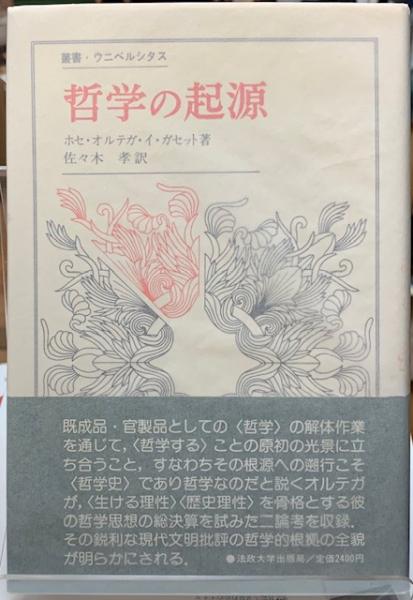 叢書・ウニベルシタス
哲学の起源
ホセ・オルテガ・イ・ガセット著
佐々木 孝訳
既成品・官製品としての〈哲学〉の解体作業
を通じて,〈哲学する〉ことの原初の光景に立
ち合うこと, すなわちその根源への遡行こそ
〈哲学史〉であり哲学なのだと説くオルテガ
が,〈生ける理性〉〈歴史理性〉を骨格とする彼
の哲学思想の総決算を試みた二論考を収録.
その鋭利な現代文明批評の哲学的根拠の全貌
が明らかにされる.
●法政大学出版局/定価2400円